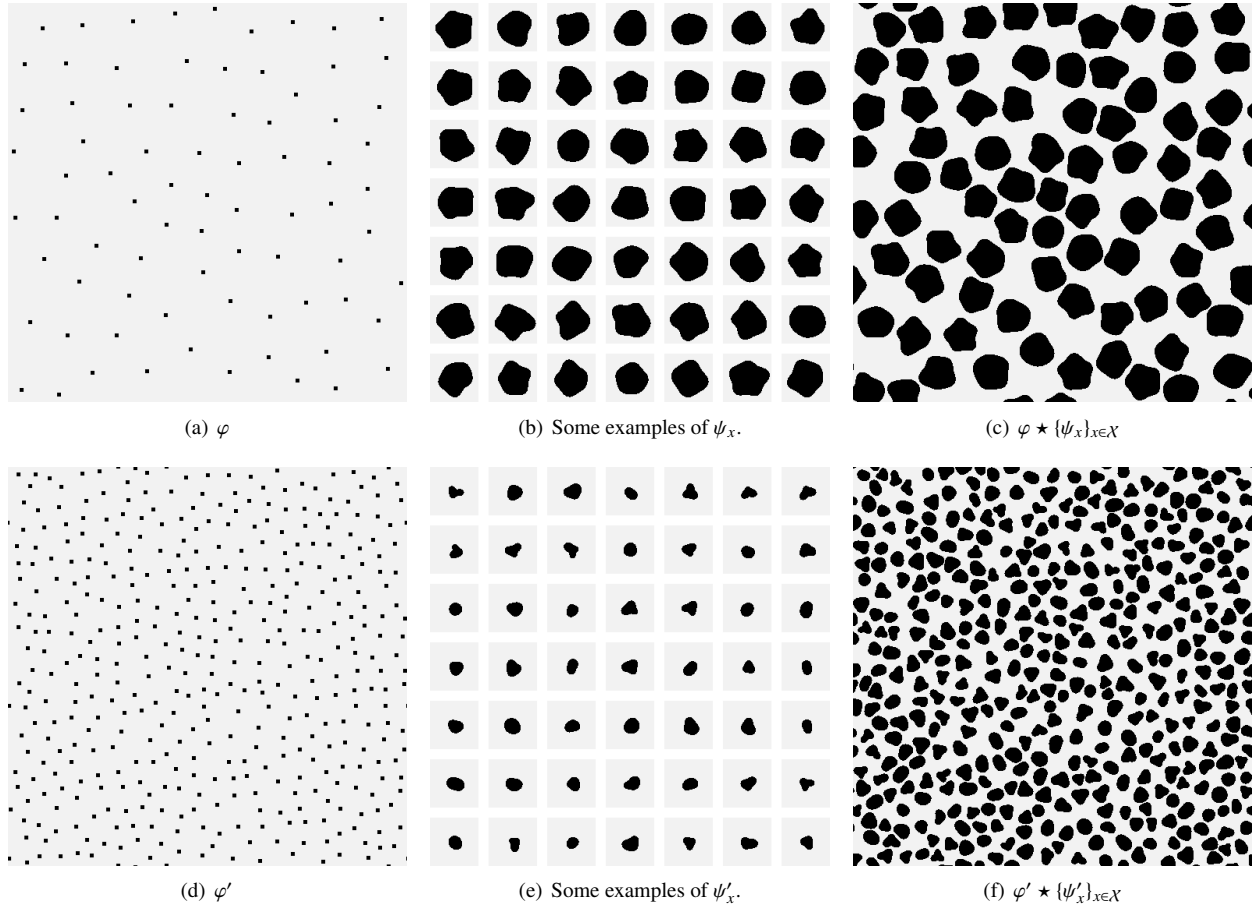 (a) φ
(b) Some examples of ψₓ.
(c) φ ★ {ψₓ}ₓ∈χ
(d) φ′
(e) Some examples of ψ′ₓ.
(f) φ′ ★ {ψ′ₓ}ₓ∈χ